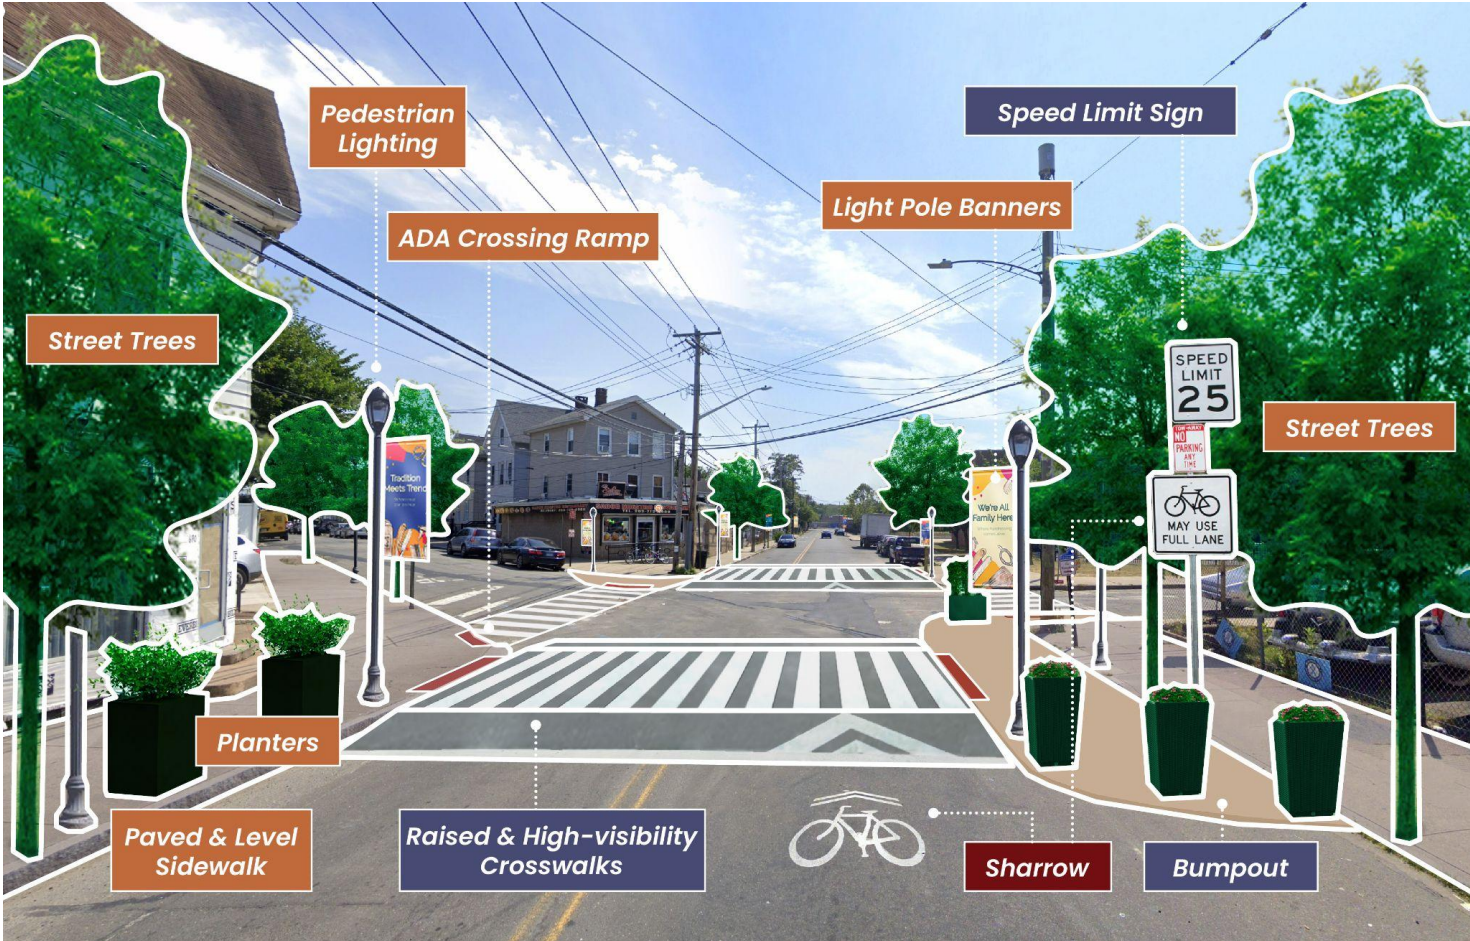 Pedestrian
Lighting
Speed Limit Sign
Light Pole Banners
ADA Crossing Ramp
Street Trees
SPEED
LIMIT
25
Street Trees
TOW-AWAY
NO
PARKING
ANY
TIME
Tradition
Meets Trend
We're All
Family Here
MAY USE
FULL LANE
Planters
Paved & Level
Sidewalk
Raised & High-visibility
Crosswalks
Sharrow
Bumpout